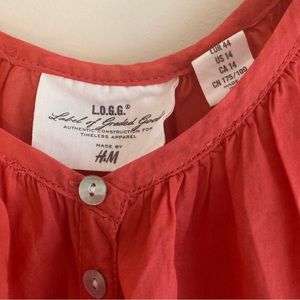 L.O.G.G.®
Label of Graded Goods
AUTHENTIC CONSTRUCTION FOR
TIMELESS APPAREL
MADE BY
H&M
EUR 44
US 14
CA 14
CN 175/100